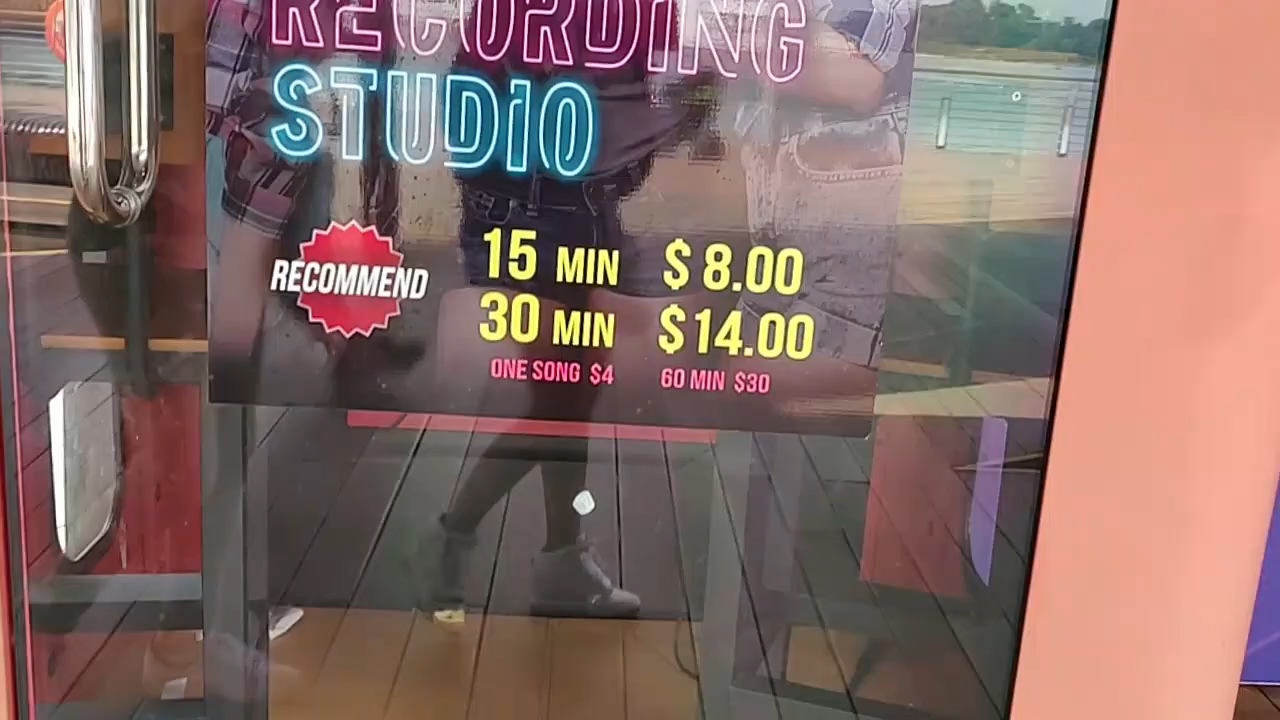 RECORDING
STUDIO
RECOMMEND
15 MIN $8.00
30 MIN $14.00
ONE SONG $4 60 MIN $30